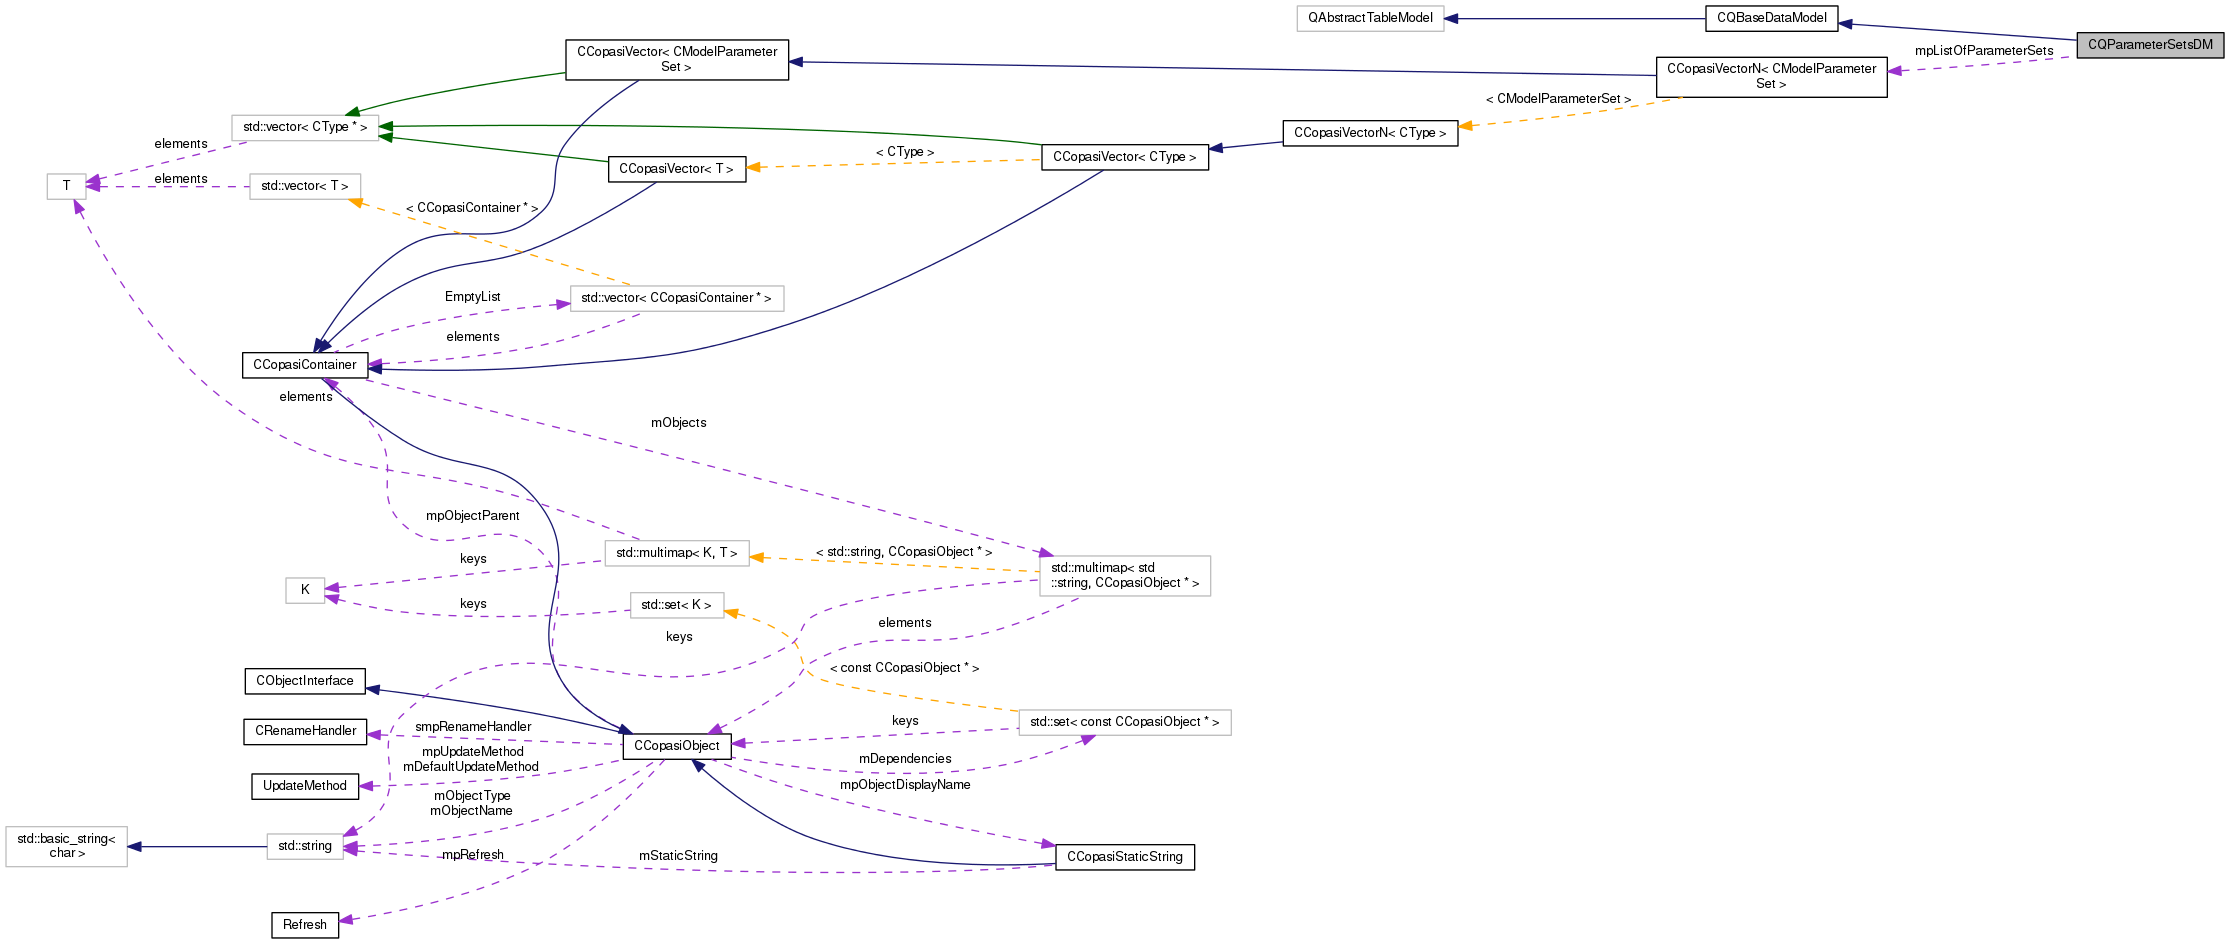 QAbstractTableModel
CQBaseDataModel
CQParameterSetsDM
mpListOfParameterSets
CCopasiVector< CModelParameter
Set >
CCopasiVectorN< CModelParameter
Set >
< CModelParameterSet >
std::vector< CType * >
CCopasiVectorN< CType >
elements
< CType >
CCopasiVector< CType >
CCopasiVector< T >
T
elements
std::vector< T >
< CCopasiContainer * >
EmptyList
std::vector< CCopasiContainer * >
elements
CCopasiContainer
elements
mObjects
mpObjectParent
keys
std::multimap< K, T >
< std::string, CCopasiObject * >
std::multimap< std
::string, CCopasiObject * >
K
keys
std::set< K >
keys
elements
< const CCopasiObject * >
CObjectInterface
CRenameHandler
smpRenameHandler
CCopasiObject
keys
std::set< const CCopasiObject * >
mpUpdateMethod
mDefaultUpdateMethod
mDependencies
UpdateMethod
mpObjectDisplayName
mObjectType
mObjectName
std::basic_string<
char >
std::string
mpRefresh
mStaticString
CCopasiStaticString
Refresh